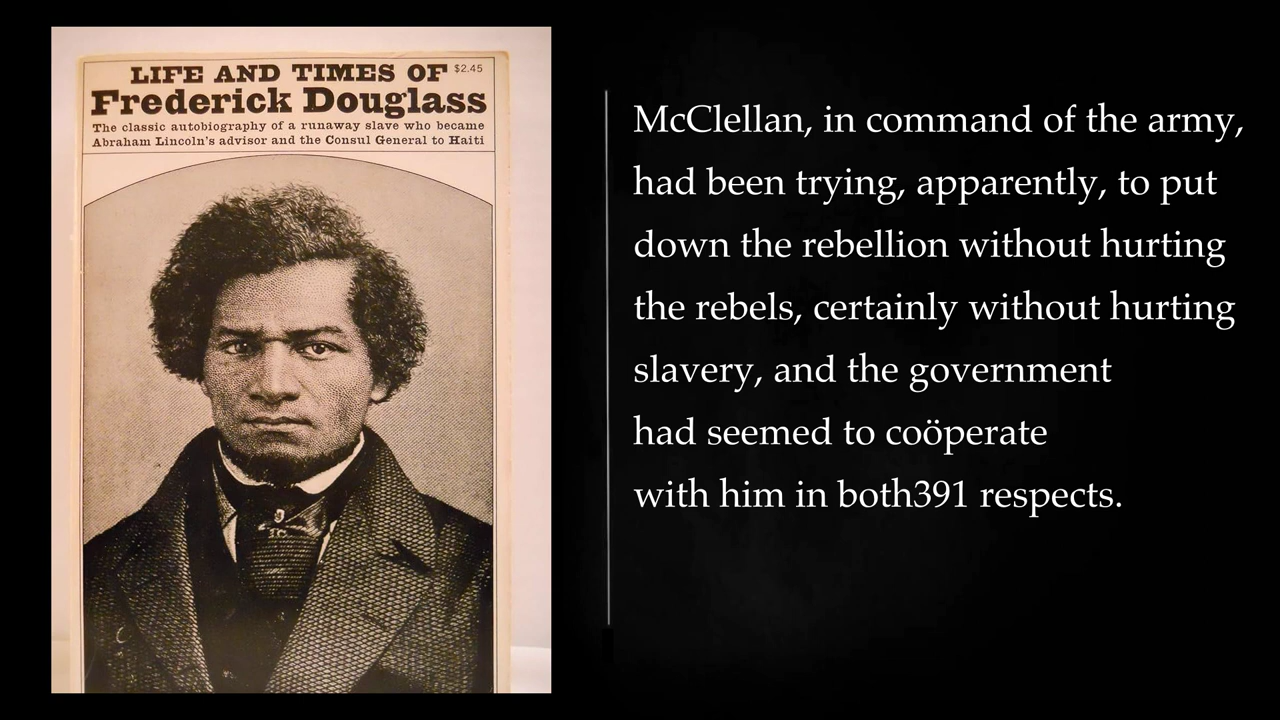 LIFE AND TIMES OF $2.45
Frederick Douglass
The classic autobiography of a runaway slave who became
Abraham Lincoln's advisor and the Consul General to Haiti
McClellan, in command of the army,
had been trying, apparently, to put
down the rebellion without hurting
the rebels, certainly without hurting
slavery, and the government
had seemed to coöperate
with him in both391 respects.